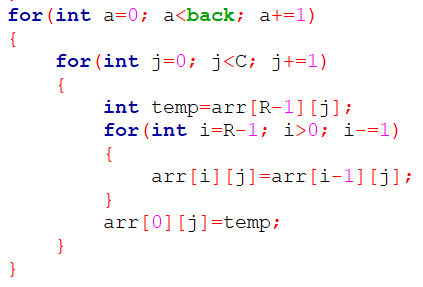 for(int a=0; a<back; a+=1)
{
    for(int j=0; j<C; j+=1)
    {
        int temp=arr[R-1][j];
        for(int i=R-1; i>0; i-=1)
        {
            arr[i][j]=arr[i-1][j];
        }
        arr[0][j]=temp;
    }
}